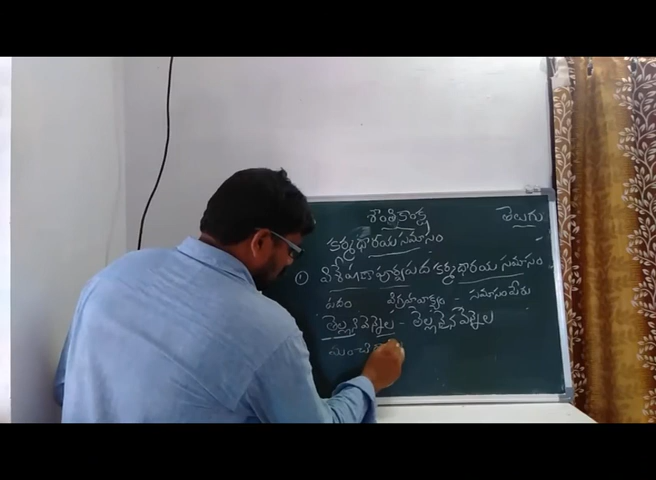 శాంతికాంక్ష
తెలుగు
కర్మధారయ సమాసం
① విశేషణ పూర్వపద కర్మధారయ సమాసం
పదం విగ్రహవాక్యం - సమాసం పేరు
తెల్లని వెన్నెల - తెల్లనైన వెన్నెల
మంచి